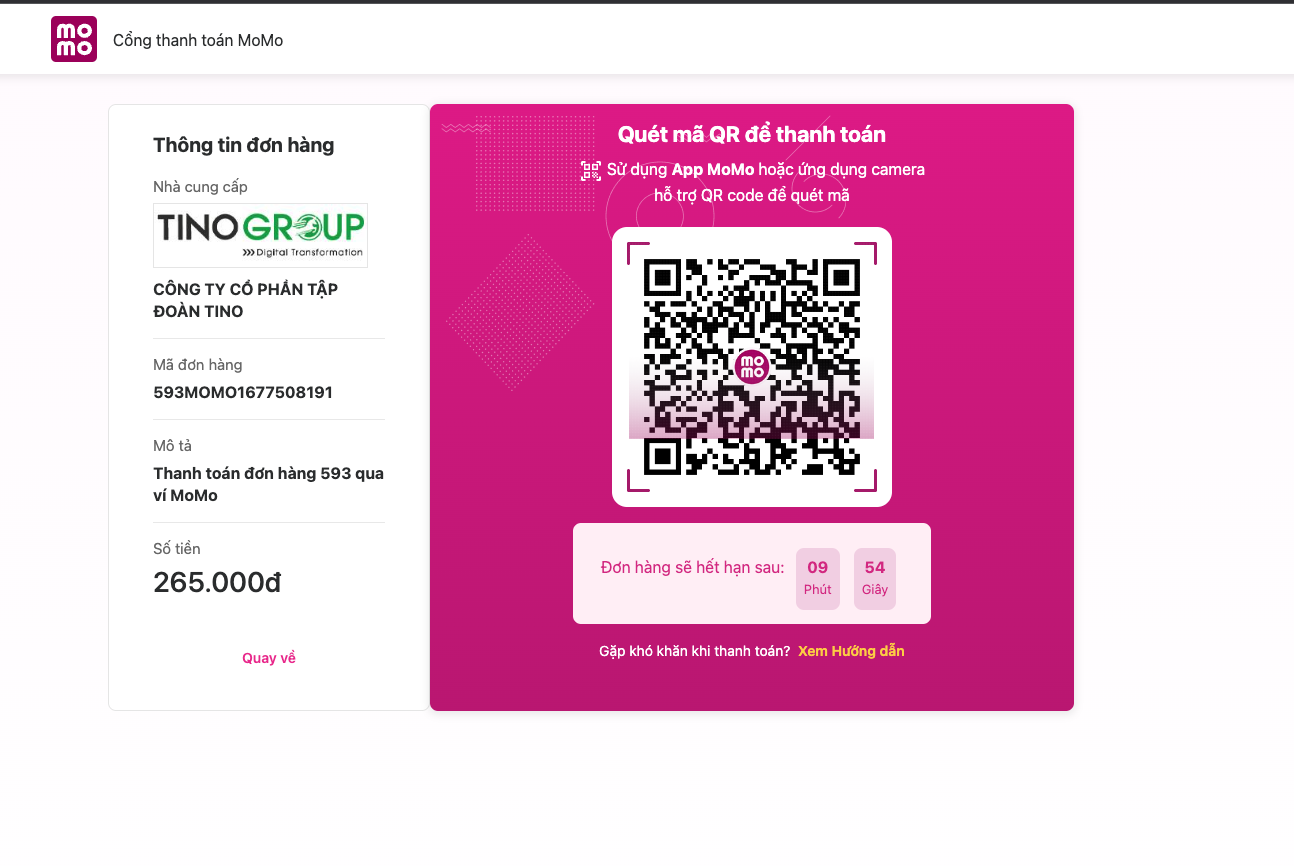 mo
mo
Cổng thanh toán MoMo
Thông tin đơn hàng
Nhà cung cấp
TINOGROUP
Digital Transformation
CÔNG TY CỔ PHẦN TẬP
ĐOÀN TINO
Mã đơn hàng
593MOMO1677508191
Mô tả
Thanh toán đơn hàng 593 qua
ví MoMo
Số tiền
265.000đ
Quay về
Quét mã QR để thanh toán
Sử dụng App MoMo hoặc ứng dụng camera
hỗ trợ QR code để quét mã
mo
mo
Đơn hàng sẽ hết hạn sau: 09 54
Phút Giây
Gặp khó khăn khi thanh toán? Xem Hướng dẫn